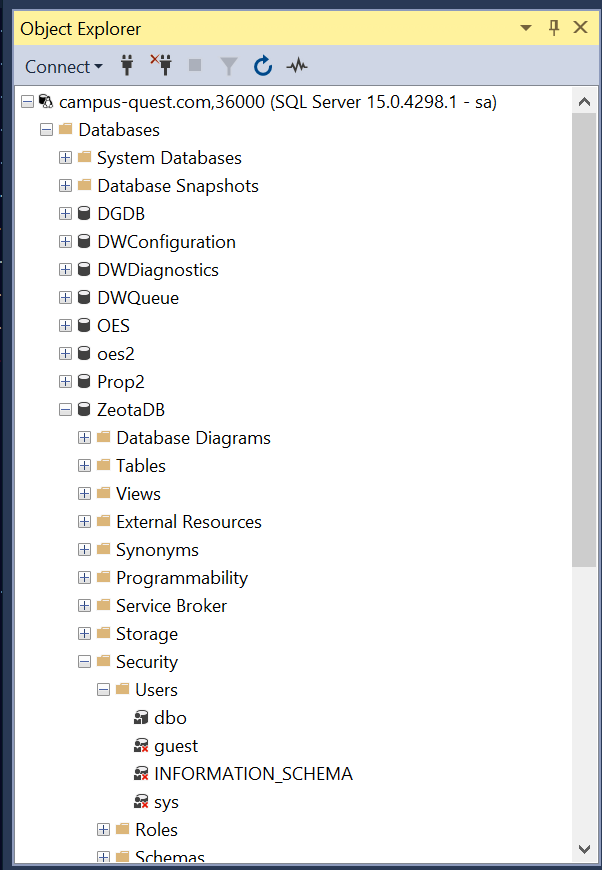 Object Explorer
Connect
campus-quest.com,36000 (SQL Server 15.0.4298.1 - sa)
Databases
System Databases
Database Snapshots
DGDB
DWConfiguration
DWDiagnostics
DWQueue
OES
oes2
Prop2
ZeotaDB
Database Diagrams
Tables
Views
External Resources
Synonyms
Programmability
Service Broker
Storage
Security
Users
dbo
guest
INFORMATION_SCHEMA
sys
Roles
Schemas